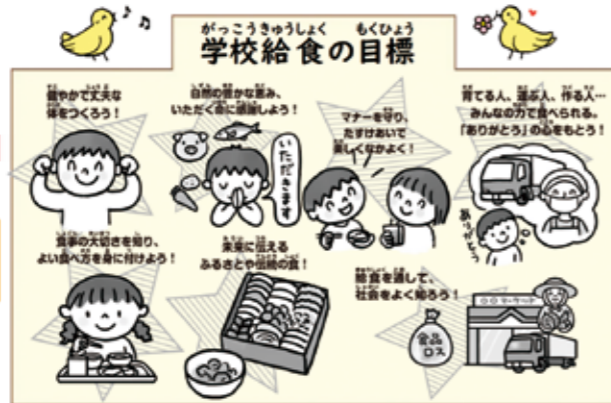 がっこうきゅうしょく もくひょう
学校給食の目標
健やかで丈夫な
体をつくろう！
自然の豊かな恵み、
いただく命に感謝しよう！
いただきます
マナーを守り、
たすけあいて
楽しくなかよく！
育てる人、運ぶ人、作る人…
みんなの力で食べられる。
「ありがとう」の心をもとう！
ありがとう
食事の大切さを知り、
よい食べ方を身に付けよう！
未来に伝える
ふるさとや伝統の食！
給食を通して、
社会をよく知ろう！
食品
ロス
○○マーケット